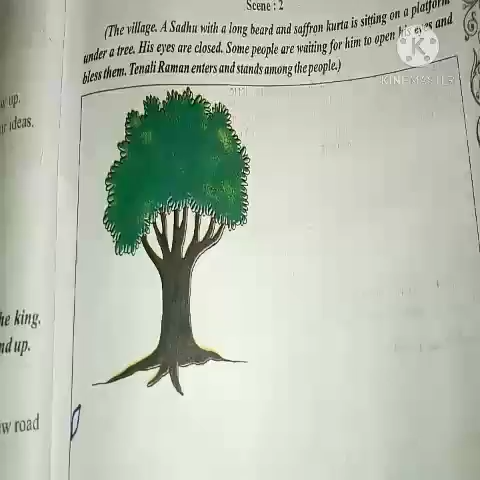 Scene : 2
(The village. A Sadhu with a long beard and saffron kurta is sitting on a platform
under a tree. His eyes are closed. Some people are waiting for him to open his eyes and
bless them. Tenali Raman enters and stands among the people.)
KINEMASTER
up.
ideas.
he king.
nd up.
w road